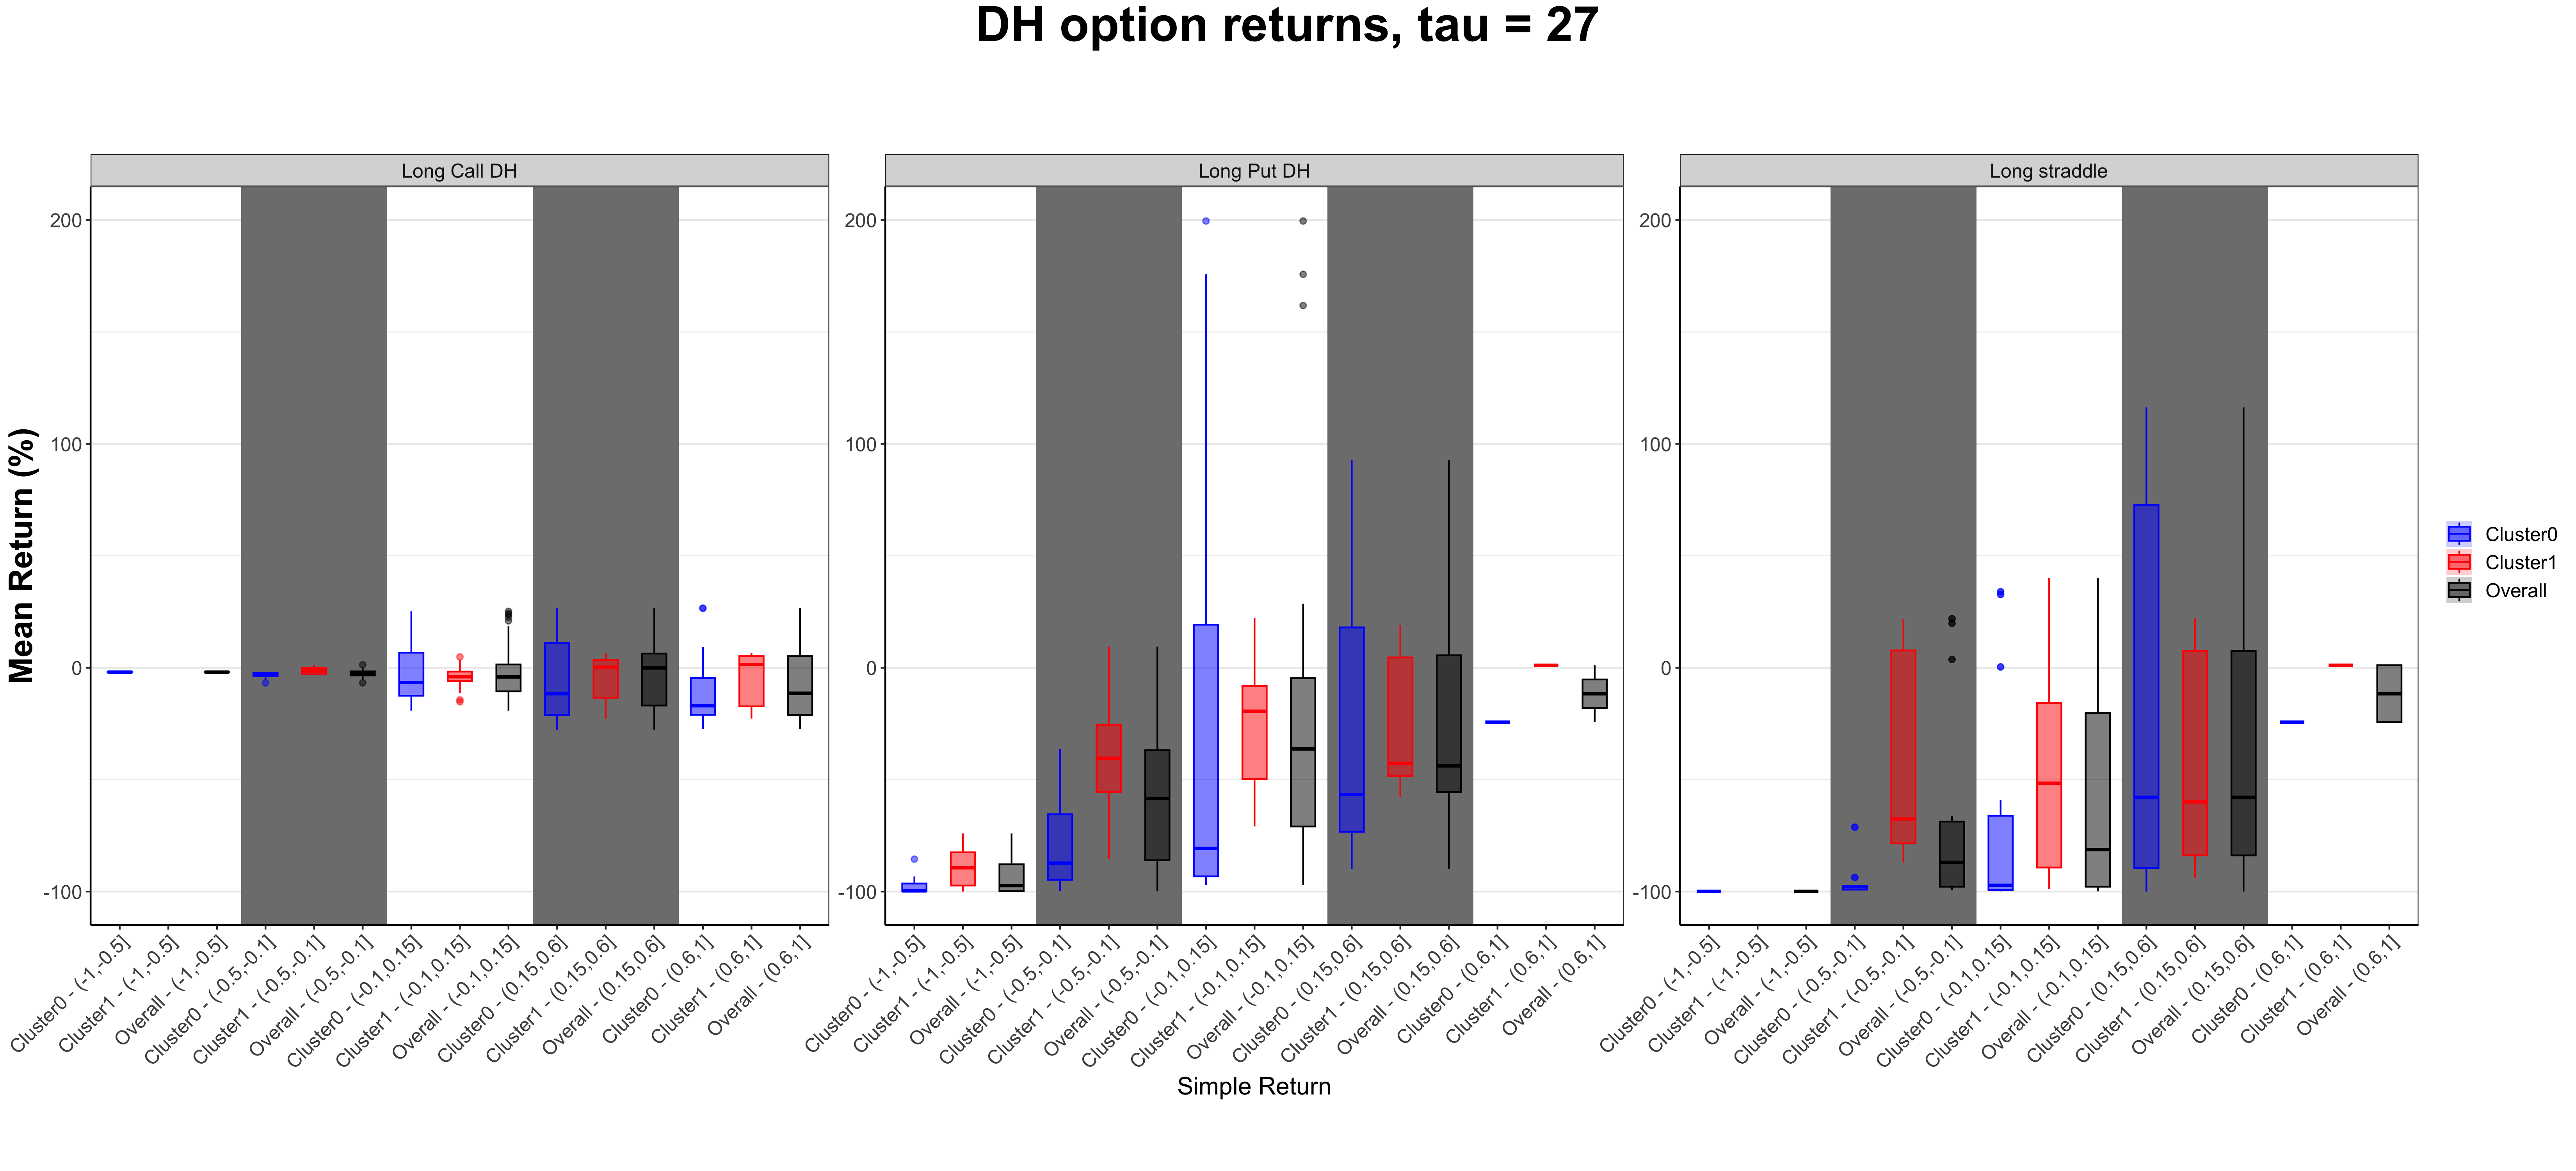 DH option returns, tau = 27
Mean Return (%)
Long Call DH
200
100
0
-100
Cluster0 - (-1,-0.5]
Cluster1 - (-1,-0.5]
Overall - (-1,-0.5]
Cluster0 - (-0.5,-0.1]
Cluster1 - (-0.5,-0.1]
Overall - (-0.5,-0.1]
Cluster0 - (-0.1,0.15]
Cluster1 - (-0.1,0.15]
Overall - (-0.1,0.15]
Cluster0 - (0.15,0.6]
Cluster1 - (0.15,0.6]
Overall - (0.15,0.6]
Cluster0 - (0.6,1]
Cluster1 - (0.6,1]
Overall - (0.6,1]
Long Put DH
200
100
0
-100
Cluster0 - (-1,-0.5]
Cluster1 - (-1,-0.5]
Overall - (-1,-0.5]
Cluster0 - (-0.5,-0.1]
Cluster1 - (-0.5,-0.1]
Overall - (-0.5,-0.1]
Cluster0 - (-0.1,0.15]
Cluster1 - (-0.1,0.15]
Overall - (-0.1,0.15]
Cluster0 - (0.15,0.6]
Cluster1 - (0.15,0.6]
Overall - (0.15,0.6]
Cluster0 - (0.6,1]
Cluster1 - (0.6,1]
Overall - (0.6,1]
Long straddle
200
100
0
-100
Cluster0 - (-1,-0.5]
Cluster1 - (-1,-0.5]
Overall - (-1,-0.5]
Cluster0 - (-0.5,-0.1]
Cluster1 - (-0.5,-0.1]
Overall - (-0.5,-0.1]
Cluster0 - (-0.1,0.15]
Cluster1 - (-0.1,0.15]
Overall - (-0.1,0.15]
Cluster0 - (0.15,0.6]
Cluster1 - (0.15,0.6]
Overall - (0.15,0.6]
Cluster0 - (0.6,1]
Cluster1 - (0.6,1]
Overall - (0.6,1]
Simple Return
Cluster0
Cluster1
Overall